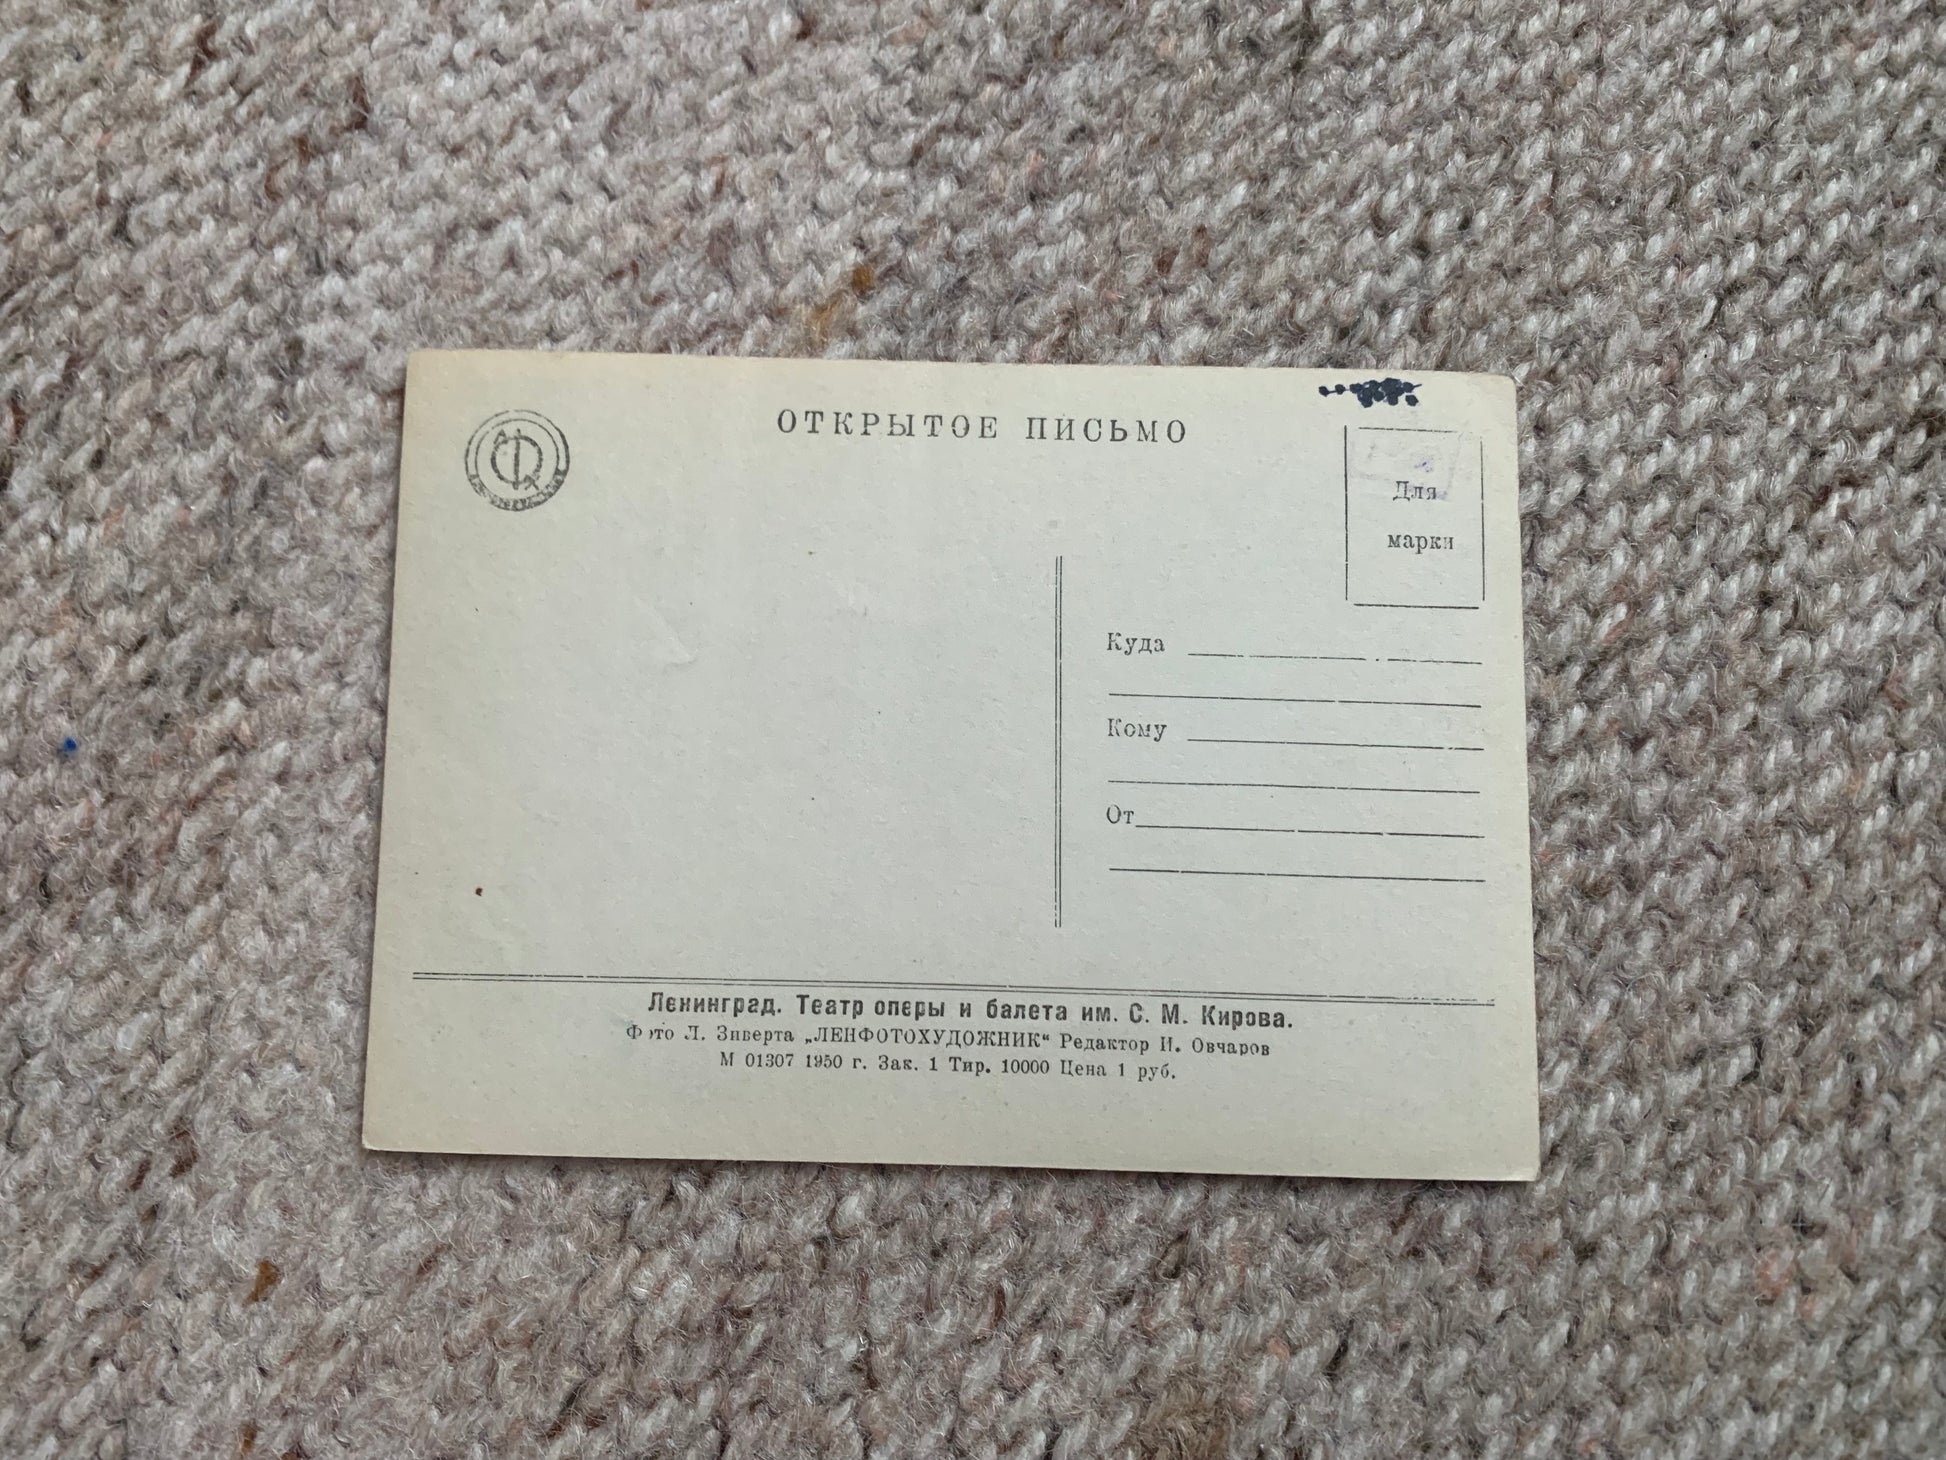 ОТКРЫТОЕ ПИСЬМО
Для
марки
Куда
Кому
От
Ленинград. Театр оперы и балета им. С. М. Кирова.
Фото Л. Зиверта „ЛЕНФОТОХУДОЖНИК“ Редактор И. Овчаров
М 01307 1950 г. Зак. 1 Тир. 10000 Цена 1 руб.